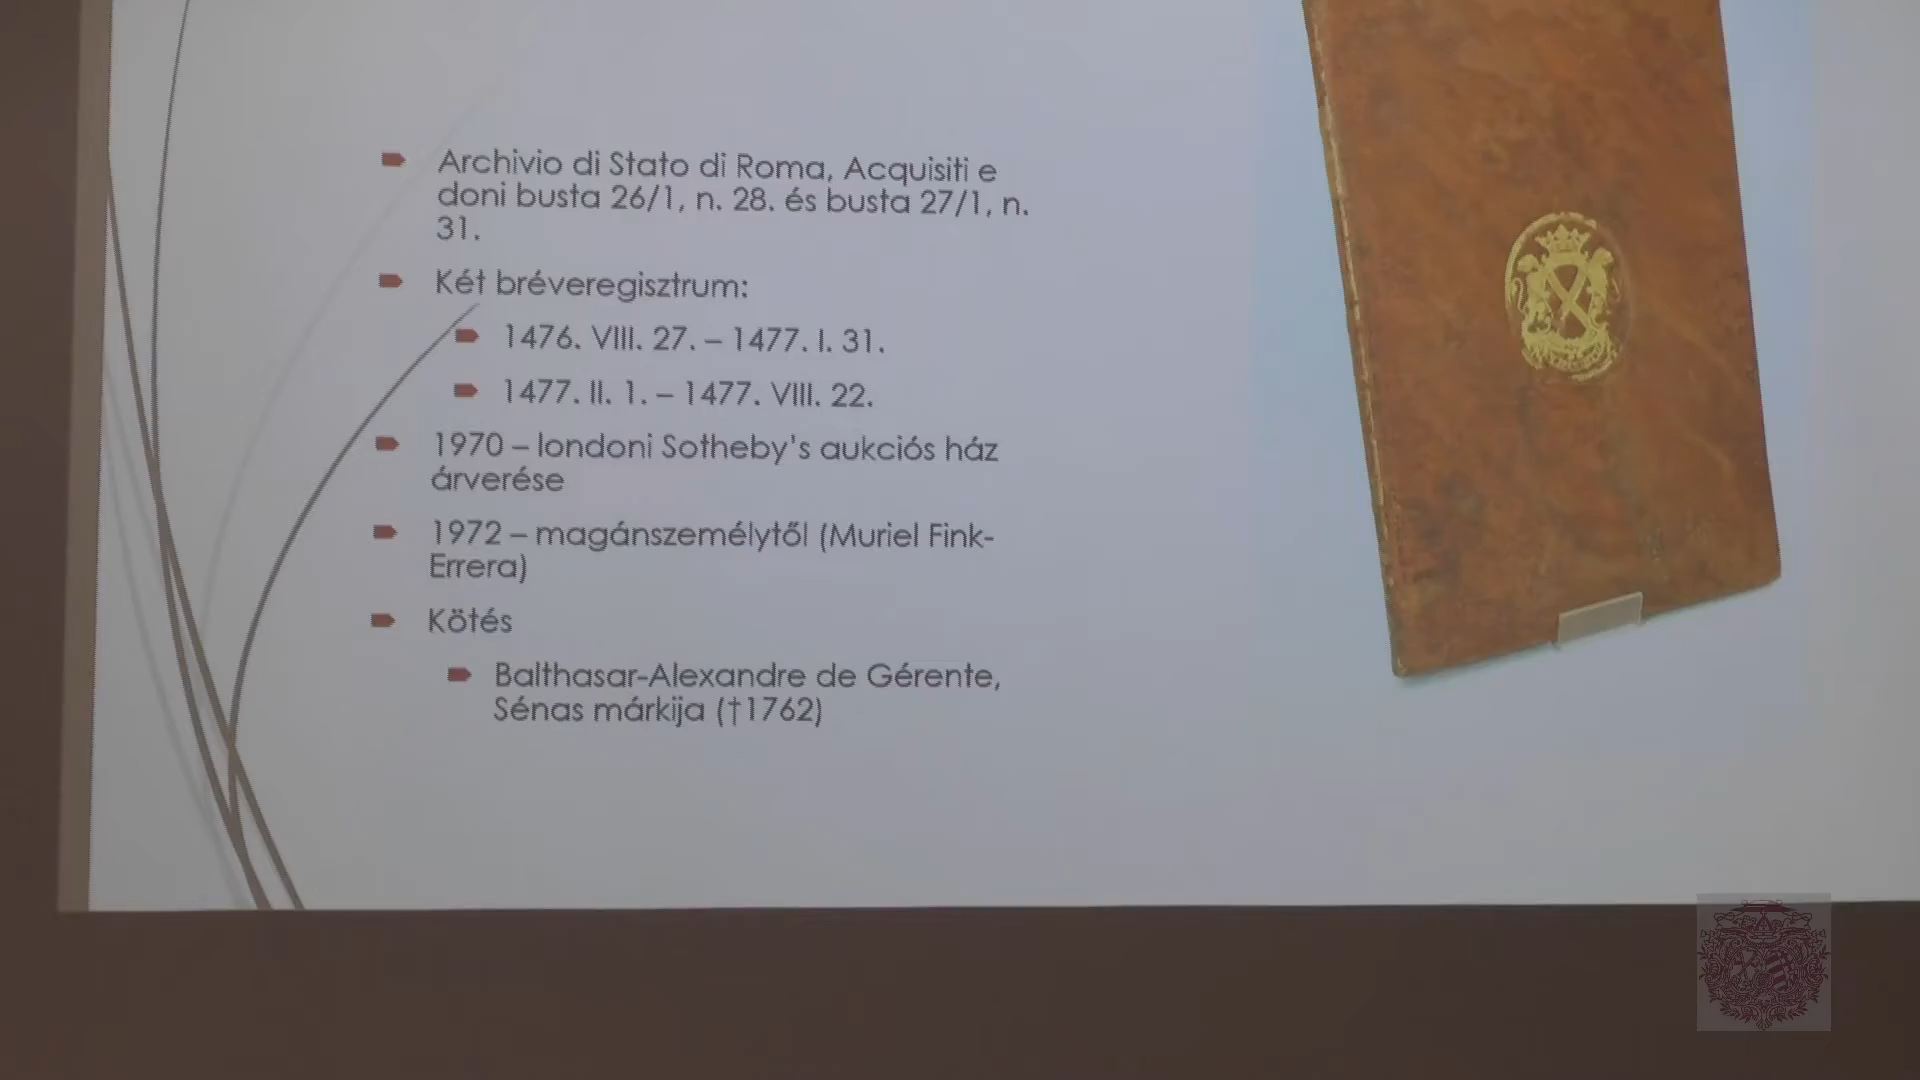 Archivio di Stato di Roma, Acquisiti e
doni busta 26/1, n. 28. és busta 27/1, n.
31.
Két bréveregisztrum:
1476. VIII. 27. – 1477. I. 31.
1477. II. 1. – 1477. VIII. 22.
1970 – londoni Sotheby's aukciós ház
árverése
1972 – magánszemélytől (Muriel Fink-
Errera)
Kötés
Balthasar-Alexandre de Gérente,
Sénas márkija (†1762)